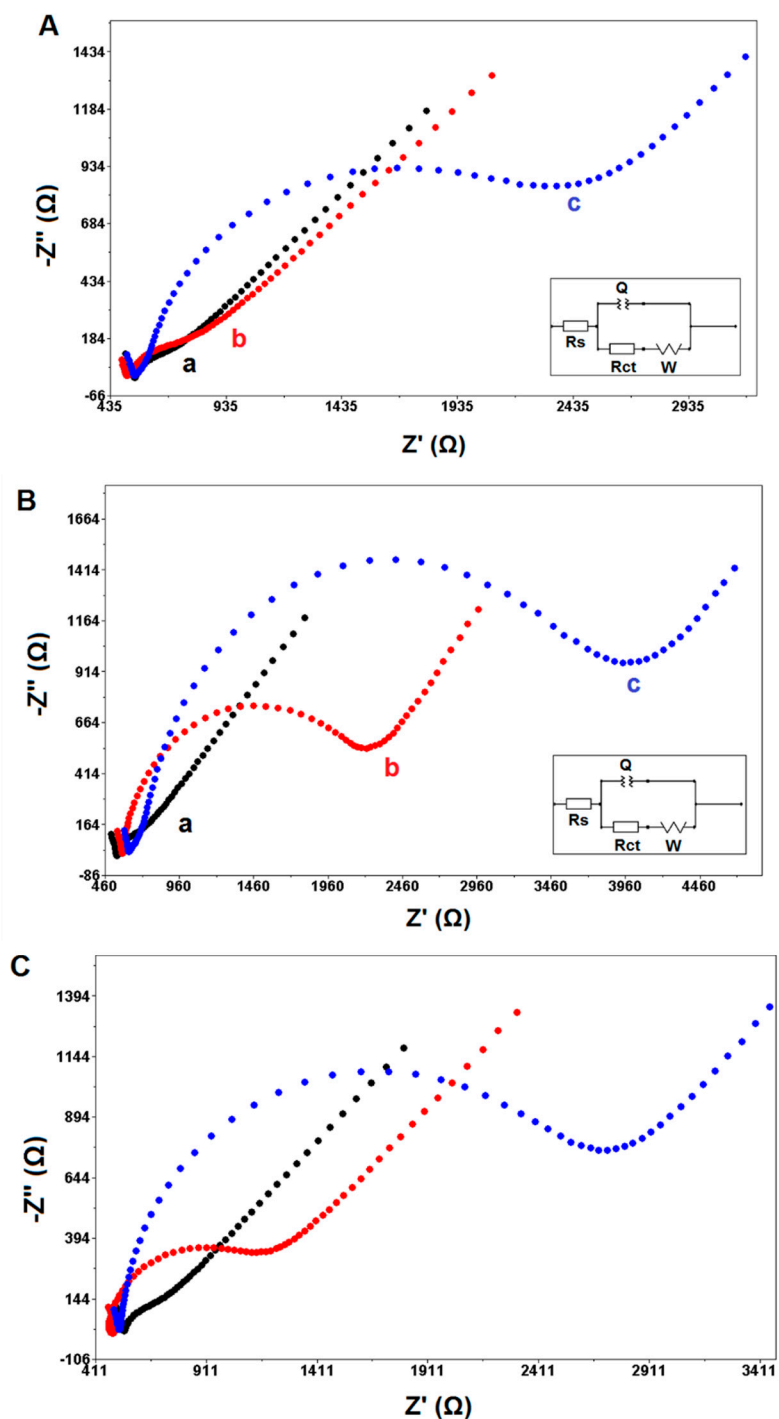 A
1434
1184
934
684
434
184
-66
-Z" (Ω)
a
b
c
Q
Rs
Rct
W
435
935
1435
1935
2435
2935
Z' (Ω)
B
1664
1414
1164
914
664
414
164
-86
-Z" (Ω)
a
b
c
Q
Rs
Rct
W
460
960
1460
1960
2460
2960
3460
3960
4460
Z' (Ω)
C
1394
1144
894
644
394
144
-106
-Z" (Ω)
411
911
1411
1911
2411
2911
3411
Z' (Ω)